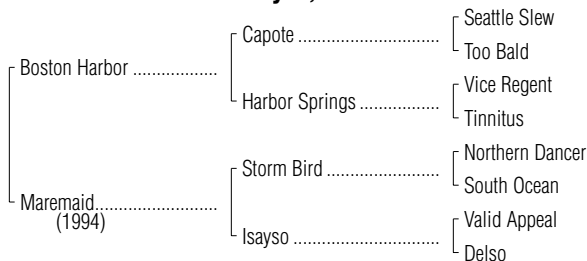 Seattle Slew
Capote ..................................
Too Bald
Boston Harbor ....................
Vice Regent
Harbor Springs ...................
Tinnitus
Northern Dancer
Storm Bird ...........................
South Ocean
Maremaid.............................
(1994)
Valid Appeal
Isayso ...................................
Delso